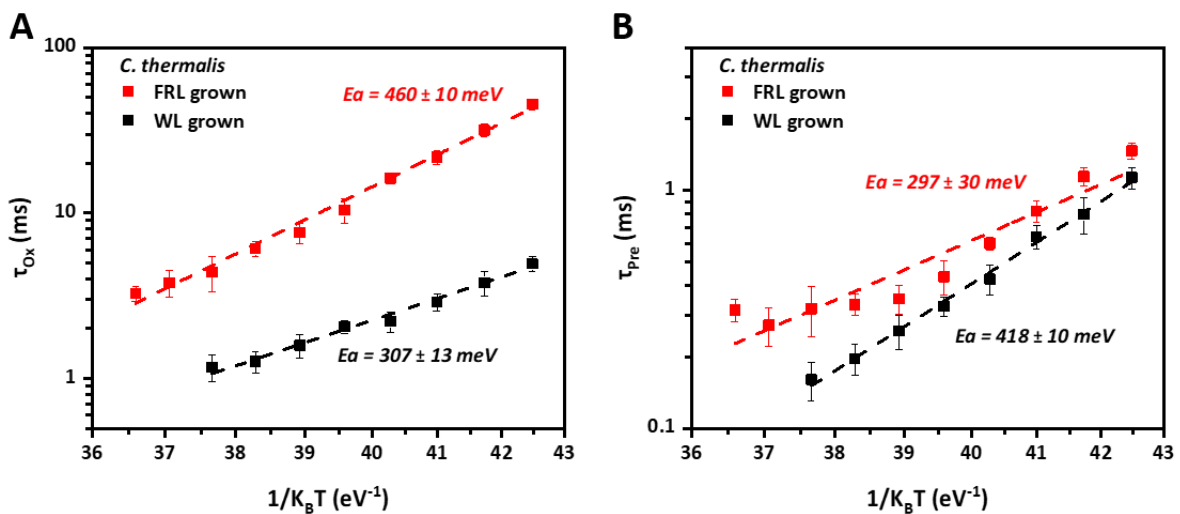 A
100
C. thermalis
FRL grown
WL grown
Ea = 460 ± 10 meV
10
τOx (ms)
Ea = 307 ± 13 meV
1
36 37 38 39 40 41 42 43
1/KBT (eV-1)
B
C. thermalis
FRL grown
WL grown
Ea = 297 ± 30 meV
1
τPre (ms)
Ea = 418 ± 10 meV
0.1
36 37 38 39 40 41 42 43
1/KBT (eV-1)